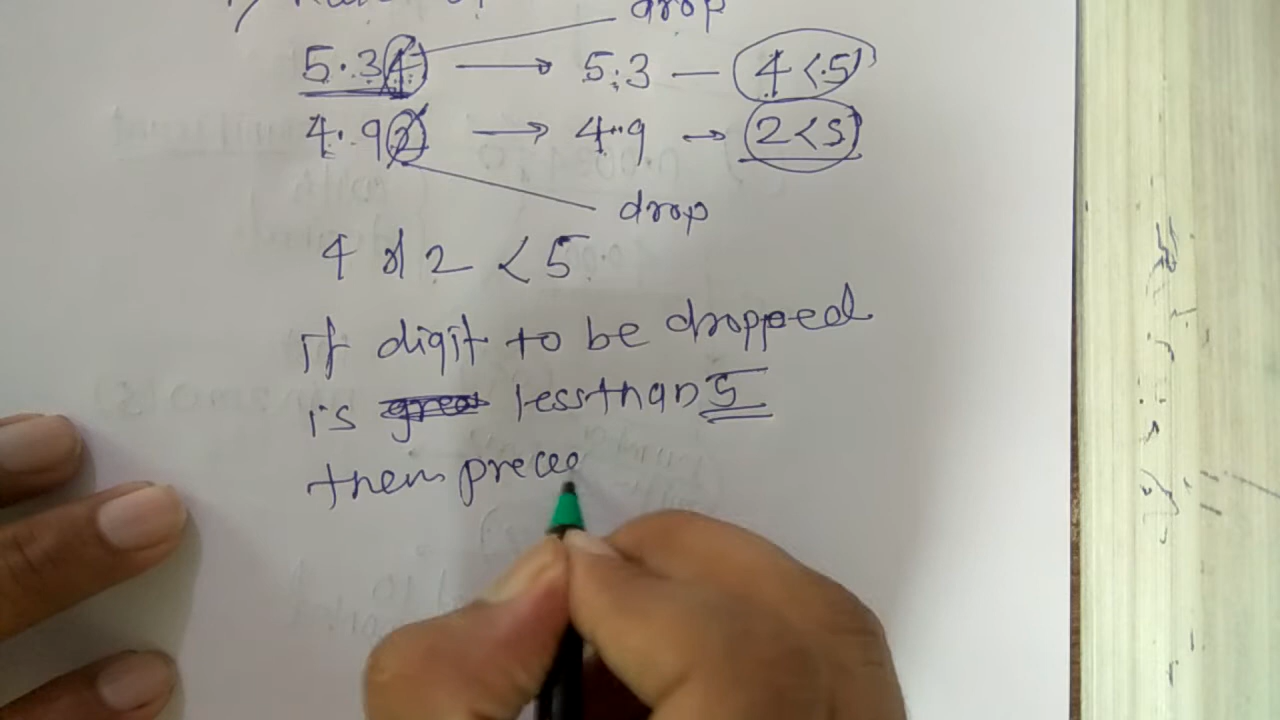 drop
5.34 → 5.3 — 4<5
4.92 → 4.9 → 2<5
drop
4 2 < 5
if digit to be dropped
is less than 5
then prece